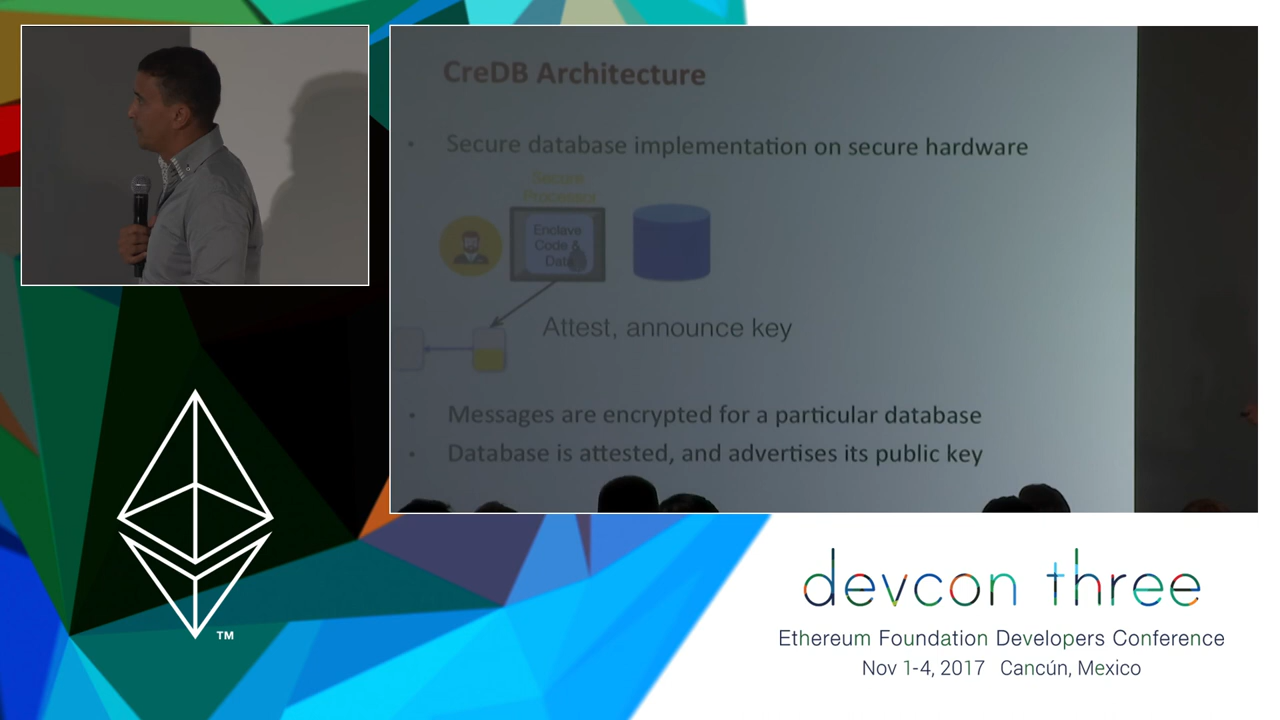 CreDB Architecture
Secure database implementation on secure hardware
Secure
Processor
Enclave
Code &
Data
Attest, announce key
Messages are encrypted for a particular database
Database is attested, and advertises its public key
TM
devcon three
Ethereum Foundation Developers Conference
Nov 1-4, 2017 Cancún, Mexico